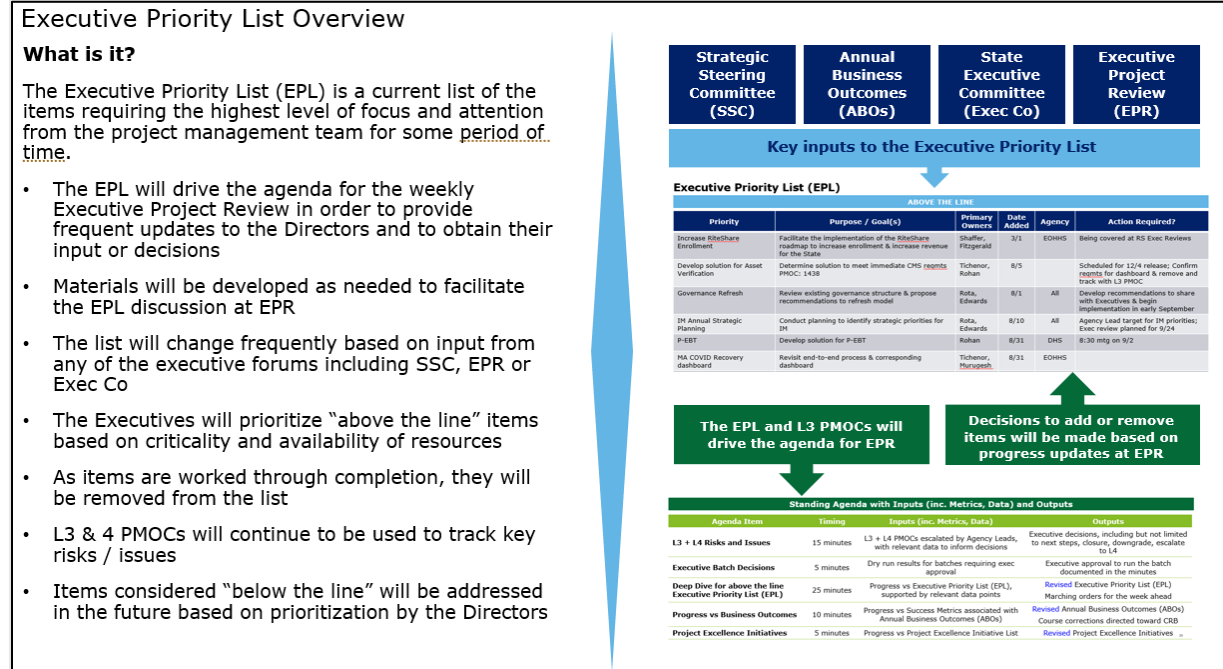 Executive Priority List Overview
What is it?
The Executive Priority List (EPL) is a current list of the
items requiring the highest level of focus and attention
from the project management team for some period of
time.
• The EPL will drive the agenda for the weekly
Executive Project Review in order to provide
frequent updates to the Directors and to obtain their
input or decisions
• Materials will be developed as needed to facilitate
the EPL discussion at EPR
• The list will change frequently based on input from
any of the executive forums including SSC, EPR or
Exec Co
• The Executives will prioritize “above the line” items
based on criticality and availability of resources
• As items are worked through completion, they will
be removed from the list
• L3 & 4 PMOCs will continue to be used to track key
risks / issues
• Items considered “below the line” will be addressed
in the future based on prioritization by the Directors
Strategic
Steering
Committee
(SSC)
Annual
Business
Outcomes
(ABOs)
State
Executive
Committee
(Exec Co)
Executive
Project
Review
(EPR)
Key inputs to the Executive Priority List
Executive Priority List (EPL)
ABOVE THE LINE
Priority
Purpose / Goal(s)
Primary
Owners
Date
Added
Agency
Action Required?
Increase RiteShare
Enrollment
Facilitate the implementation of the RiteShare
roadmap to increase enrollment & increase revenue
for the State
Shaffer,
Fitzgerald
3/1
EOHHS
Being covered at RS Exec Reviews
Develop solution for Asset
Verification
Determine solution to meet immediate CMS reqmts
PMOC: 1438
Tichenor,
Rohan
8/5
Scheduled for 12/4 release; Confirm
reqmts for dashboard & remove and
track with L3 PMOC
Governance Refresh
Review existing governance structure & propose
recommendations to refresh model
Rota,
Edwards
8/1
All
Develop recommendations to share
with Executives & begin
implementation in early September
IM Annual Strategic
Planning
Conduct planning to identify strategic priorities for
IM
Rota,
Edwards
8/10
All
Agency Lead target for IM priorities;
Exec review planned for 9/24
P-EBT
Develop solution for P-EBT
Rohan
8/31
DHS
8:30 mtg on 9/2
MA COVID Recovery
dashboard
Revisit end-to-end process & corresponding
dashboard
Tichenor,
Murugesh
8/31
EOHHS
The EPL and L3 PMOCs will
drive the agenda for EPR
Decisions to add or remove
items will be made based on
progress updates at EPR
Standing Agenda with Inputs (inc. Metrics, Data) and Outputs
Agenda Item
Timing
Inputs (inc. Metrics, Data)
Outputs
L3 + L4 Risks and Issues
15 minutes
L3 + L4 PMOCs escalated by Agency Leads,
with relevant data to inform decisions
Executive decisions, including but not limited
to next steps, closure, downgrade, escalate
to L4
Executive Batch Decisions
5 minutes
Dry run results for batches requiring exec
approval
Executive approval to run the batch
documented in the minutes
Deep Dive for above the line
Executive Priority List (EPL)
25 minutes
Progress vs Executive Priority List (EPL),
supported by relevant data points
Revised Executive Priority List (EPL)
Marching orders for the week ahead
Progress vs Business Outcomes
10 minutes
Progress vs Success Metrics associated with
Annual Business Outcomes (ABOs)
Revised Annual Business Outcomes (ABOs)
Course corrections directed toward CRB
Project Excellence Initiatives
5 minutes
Progress vs Project Excellence Initiative List
Revised Project Excellence Initiatives